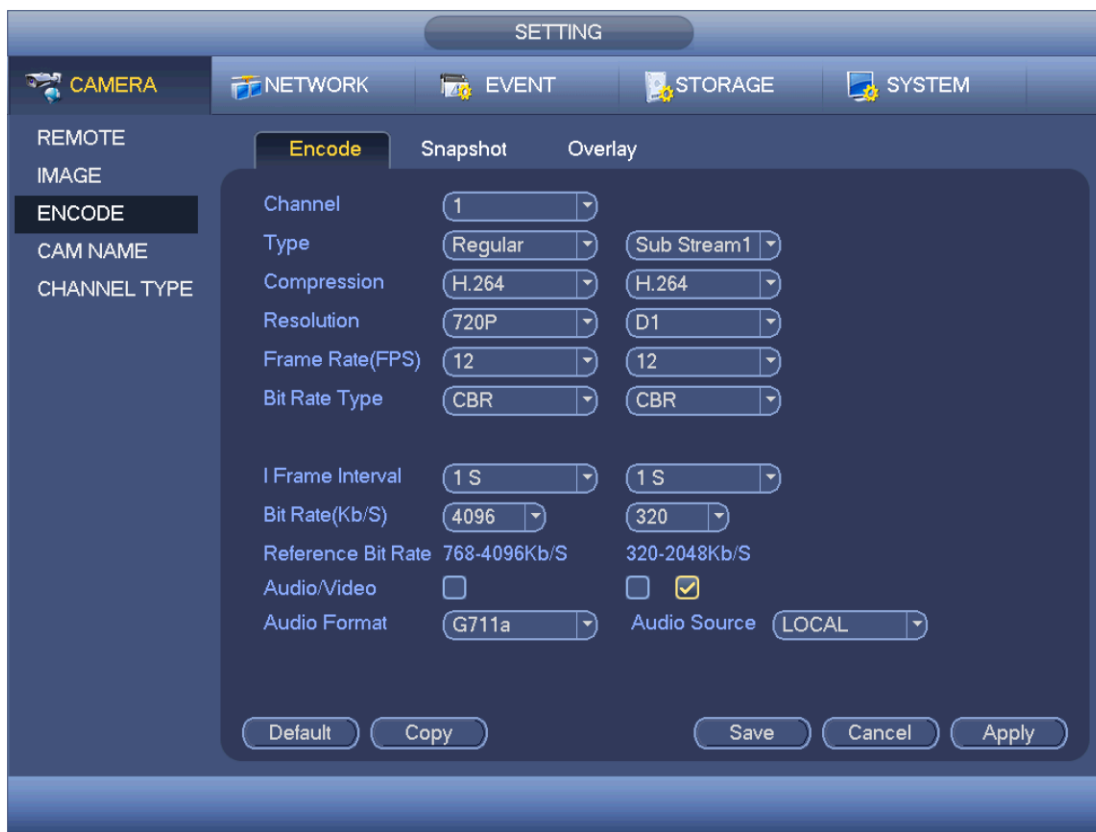 SETTING
CAMERA NETWORK EVENT STORAGE SYSTEM
REMOTE
IMAGE
ENCODE
CAM NAME
CHANNEL TYPE
Encode Snapshot Overlay
Channel 1
Type Regular Sub Stream1
Compression H.264 H.264
Resolution 720P D1
Frame Rate(FPS) 12 12
Bit Rate Type CBR CBR
I Frame Interval 1 S 1 S
Bit Rate(Kb/S) 4096 320
Reference Bit Rate 768-4096Kb/S 320-2048Kb/S
Audio/Video
Audio Format G711a Audio Source LOCAL
Default Copy Save Cancel Apply